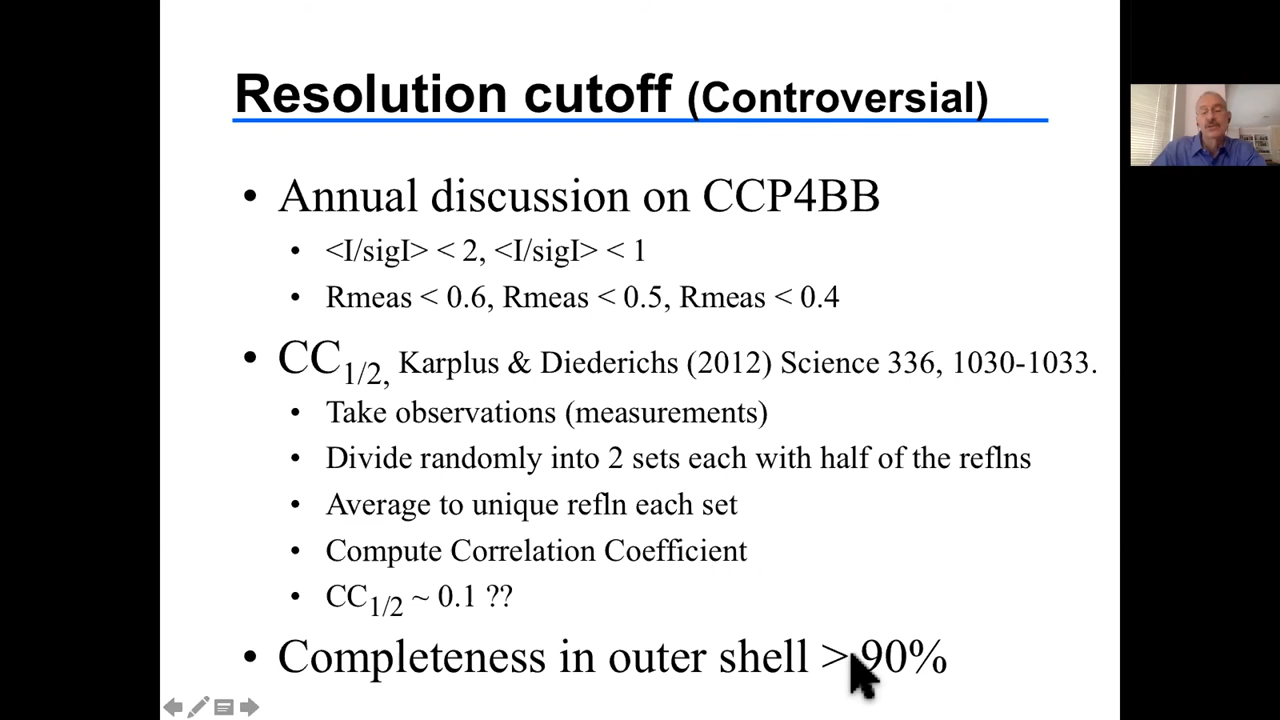 Resolution cutoff (Controversial)
• Annual discussion on CCP4BB
• <I/sigI> < 2, <I/sigI> < 1
• Rmeas < 0.6, Rmeas < 0.5, Rmeas < 0.4
• CC1/2, Karplus & Diederichs (2012) Science 336, 1030-1033.
• Take observations (measurements)
• Divide randomly into 2 sets each with half of the reflns
• Average to unique refln each set
• Compute Correlation Coefficient
• CC1/2 ~ 0.1 ??
• Completeness in outer shell > 90%